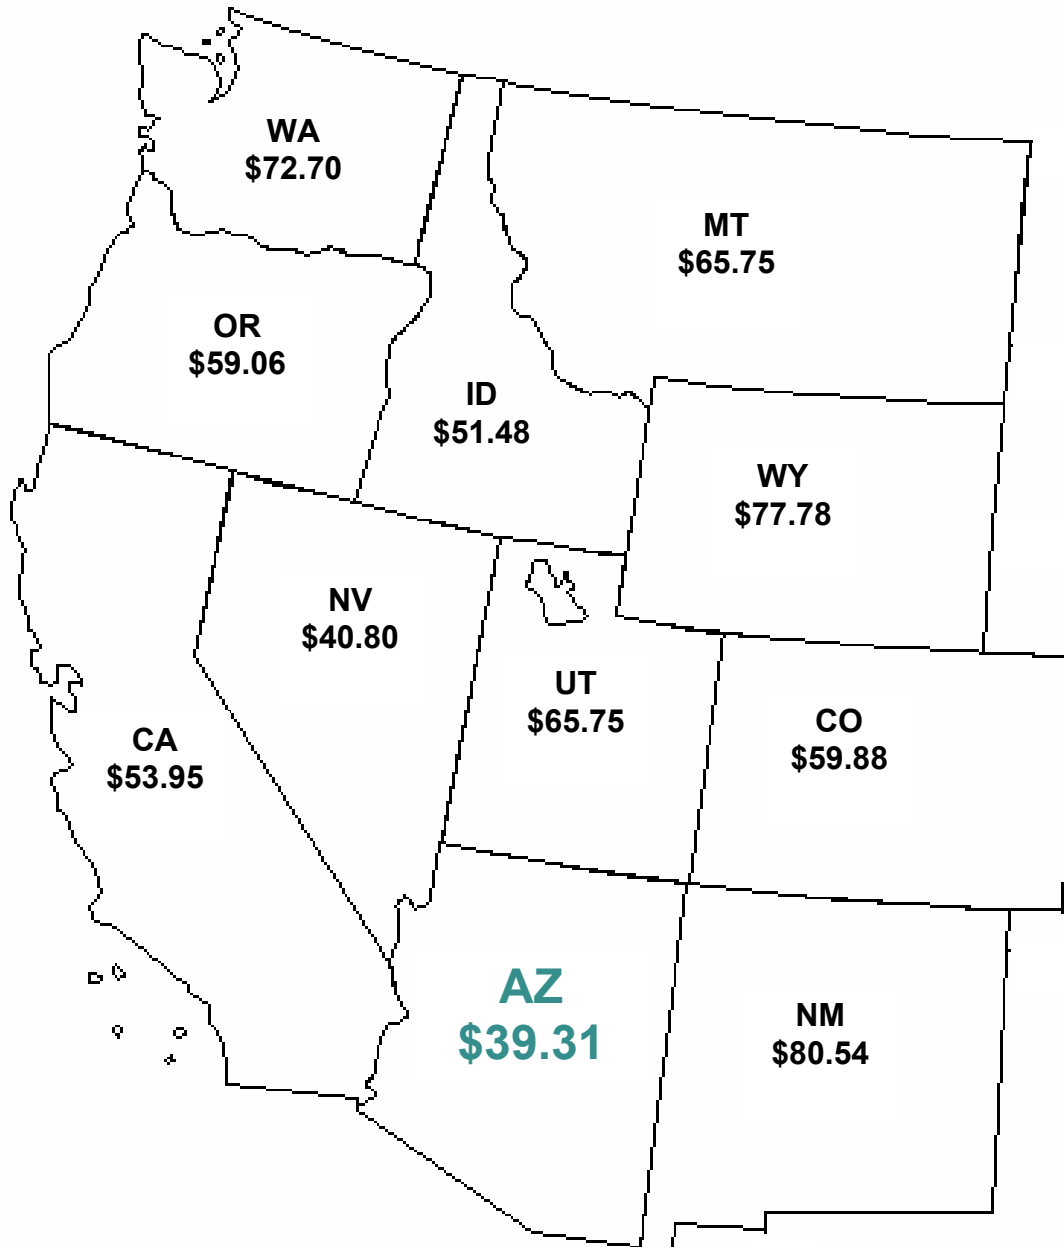 WA
$72.70
MT
$65.75
OR
$59.06
ID
$51.48
WY
$77.78
NV
$40.80
UT
$65.75
CO
$59.88
CA
$53.95
AZ
$39.31
NM
$80.54